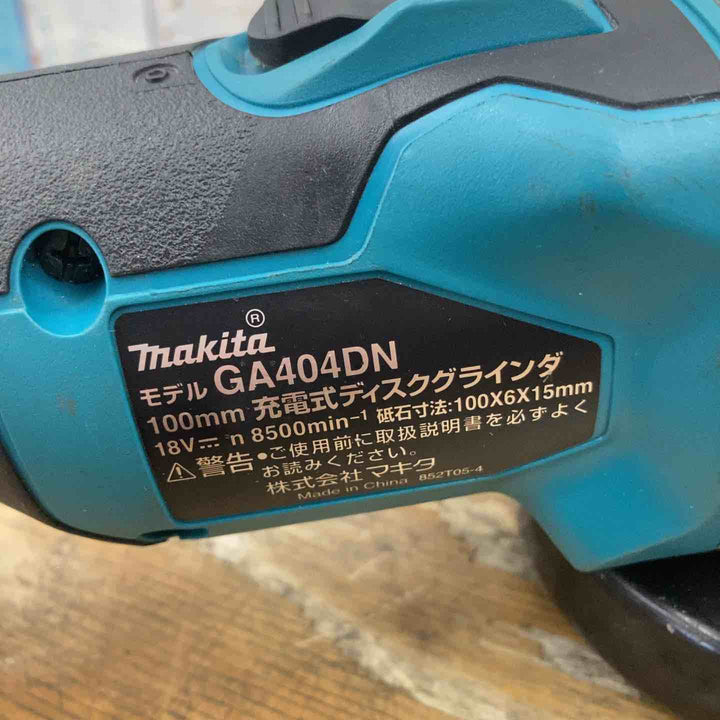 makita®
モデル GA404DN
100mm 充電式ディスクグラインダ
18V⎓ n 8500min⁻¹ 砥石寸法:100X6X15mm
⚠警告 ●ご使用前に取扱説明書を必ずよく
お読みください。
株式会社 マキタ
Made in China 852T05-4